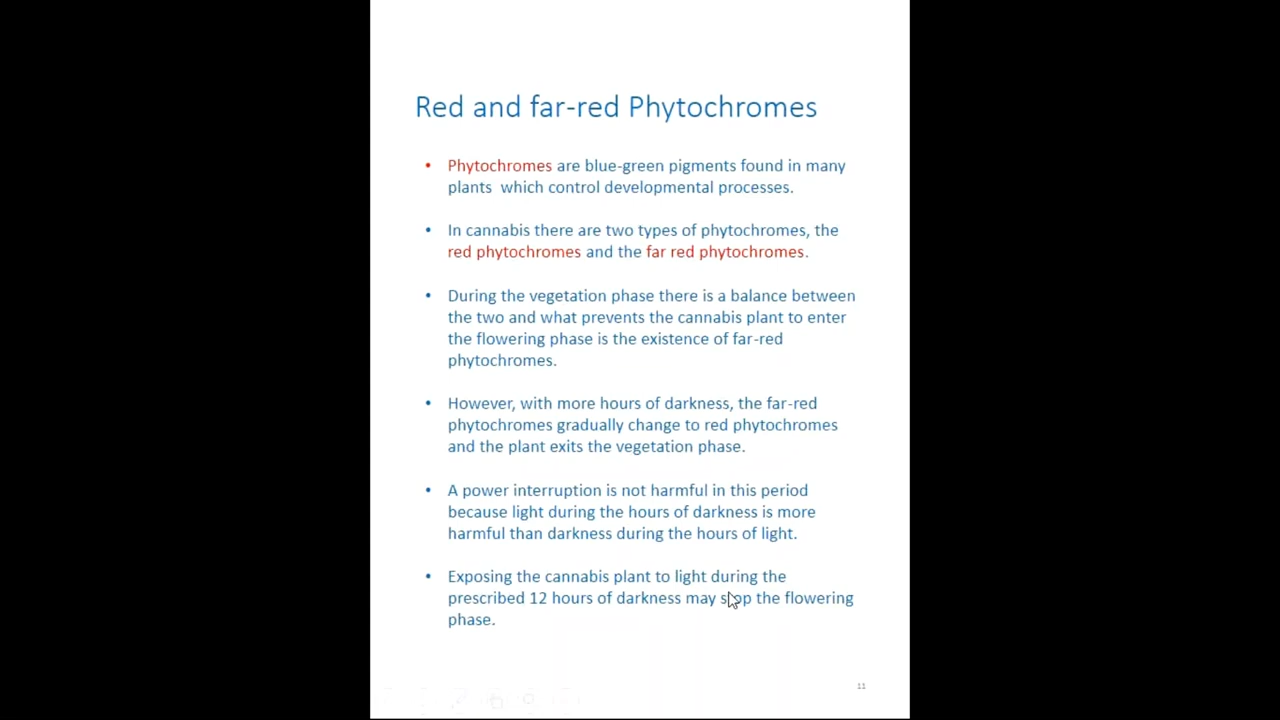 Red and far-red Phytochromes
• Phytochromes are blue-green pigments found in many
plants which control developmental processes.
• In cannabis there are two types of phytochromes, the
red phytochromes and the far red phytochromes.
• During the vegetation phase there is a balance between
the two and what prevents the cannabis plant to enter
the flowering phase is the existence of far-red
phytochromes.
• However, with more hours of darkness, the far-red
phytochromes gradually change to red phytochromes
and the plant exits the vegetation phase.
• A power interruption is not harmful in this period
because light during the hours of darkness is more
harmful than darkness during the hours of light.
• Exposing the cannabis plant to light during the
prescribed 12 hours of darkness may stop the flowering
phase.
11